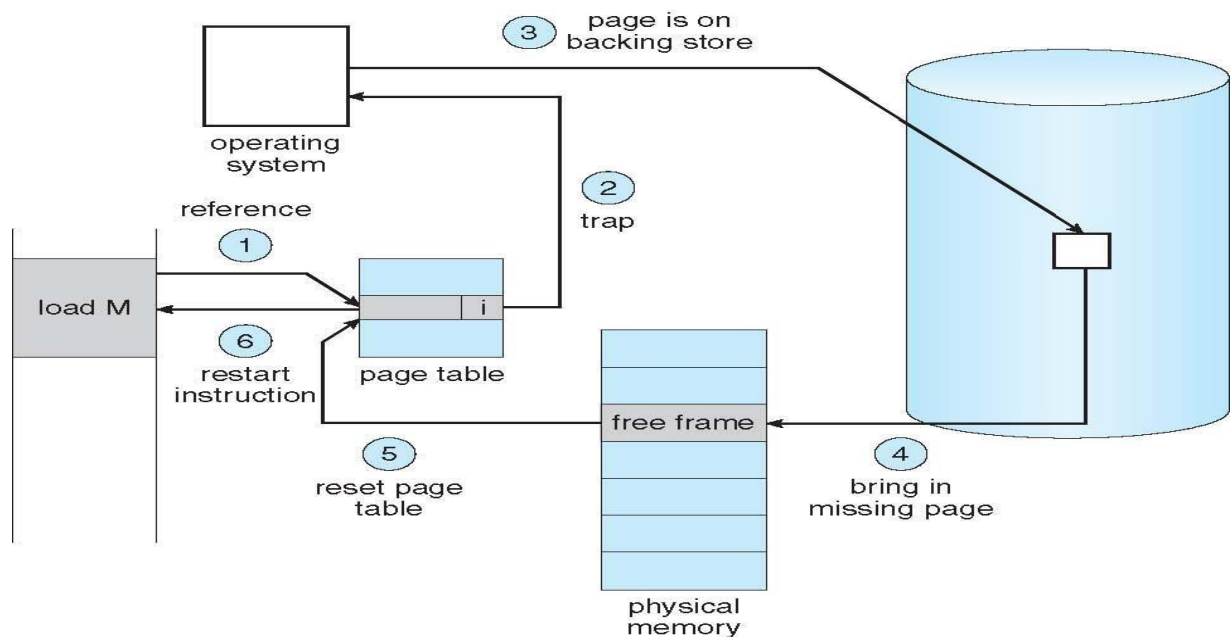 3
page is on
backing store
operating
system
2
trap
reference
1
load M
i
6
restart
instruction
page table
free frame
5
reset page
table
4
bring in
missing page
physical
memory